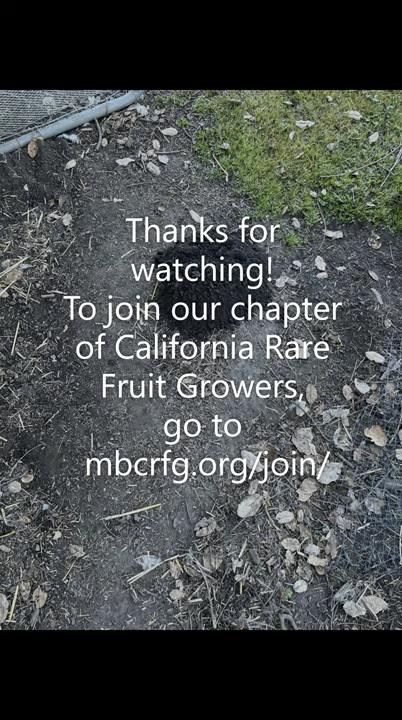 Thanks for
watching!
To join our chapter
of California Rare
Fruit Growers,
go to
mbcrfg.org/join/